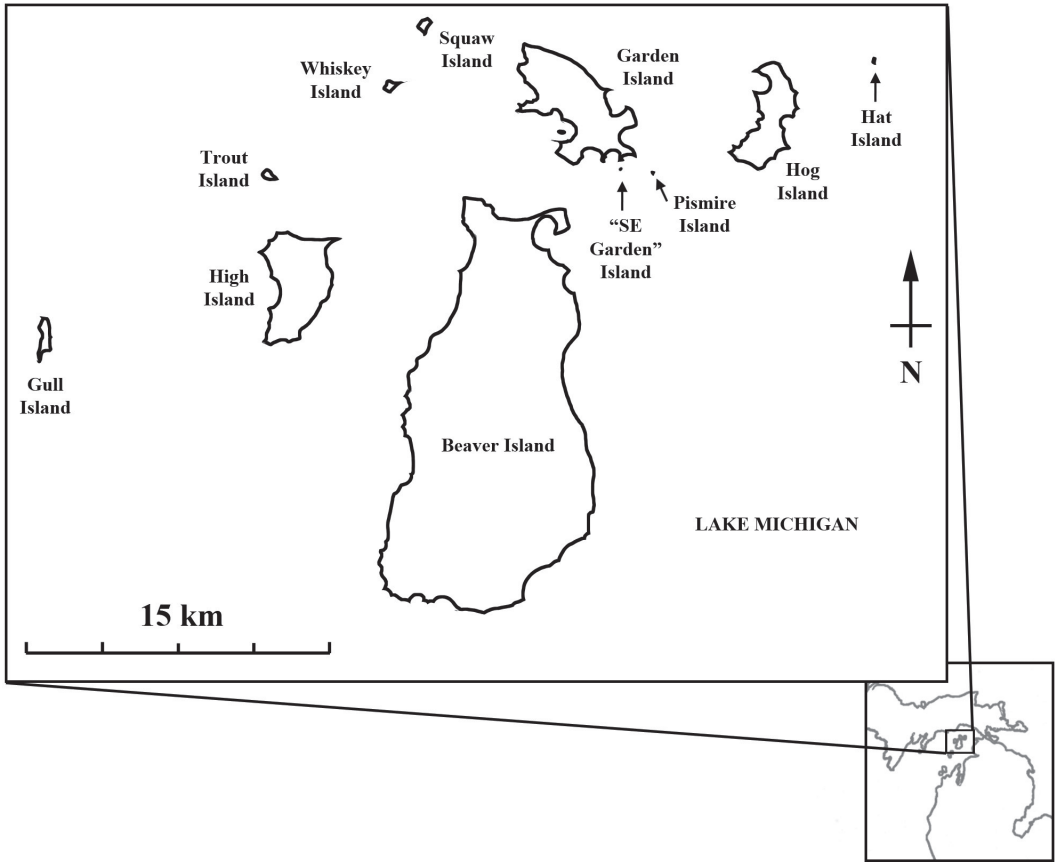 Squaw
Island
Whiskey
Island
Garden
Island
Hat
Island
Trout
Island
Hog
Island
Pismire
Island
“SE
Garden”
Island
High
Island
N
Gull
Island
Beaver Island
LAKE MICHIGAN
15 km